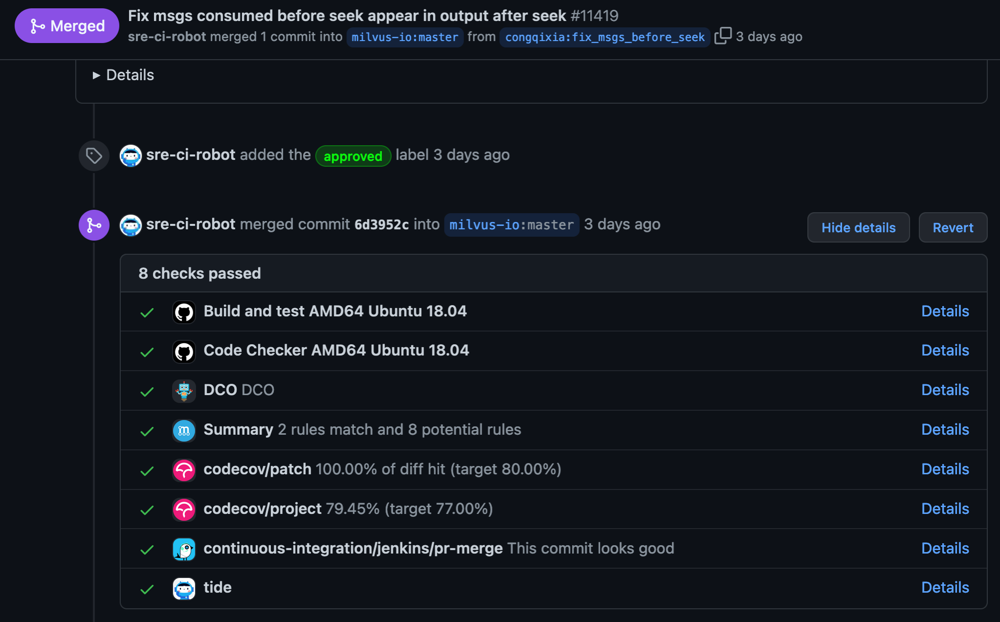 Merged
Fix msgs consumed before seek appear in output after seek #11419
sre-ci-robot merged 1 commit into milvus-io:master from congqixia:fix_msgs_before_seek 3 days ago
Details
sre-ci-robot added the approved label 3 days ago
sre-ci-robot merged commit 6d3952c into milvus-io:master 3 days ago
Hide details
Revert
8 checks passed
Build and test AMD64 Ubuntu 18.04 Details
Code Checker AMD64 Ubuntu 18.04 Details
DCO DCO Details
Summary 2 rules match and 8 potential rules Details
codecov/patch 100.00% of diff hit (target 80.00%) Details
codecov/project 79.45% (target 77.00%) Details
continuous-integration/jenkins/pr-merge This commit looks good Details
tide Details